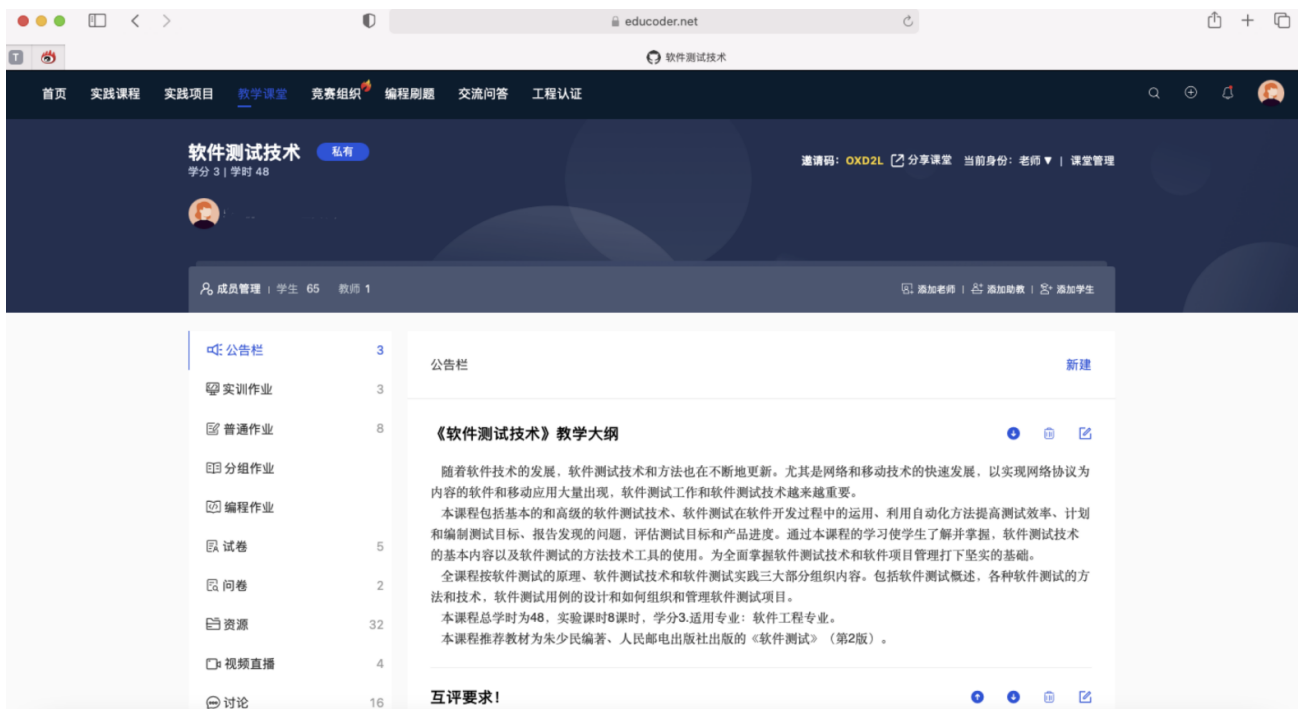 educoder.net
T
软件测试技术
首页 实践课程 实践项目 教学课堂 竞赛组织 编程刷题 交流问答 工程认证
软件测试技术 私有
学分 3 | 学时 48
邀请码：OXD2L 分享课堂 当前身份：老师▼ | 课堂管理
成员管理 | 学生 65 教师 1
添加老师 | 添加助教 | 添加学生
公告栏 3
实训作业 3
普通作业 8
分组作业
编程作业
试卷 5
问卷 2
资源 32
视频直播 4
讨论 16
公告栏 新建
《软件测试技术》教学大纲
随着软件技术的发展，软件测试技术和方法也在不断地更新。尤其是网络和移动技术的快速发展，以实现网络协议为
内容的软件和移动应用大量出现，软件测试工作和软件测试技术越来越重要。
本课程包括基本的和高级的软件测试技术、软件测试在软件开发过程中的运用、利用自动化方法提高测试效率、计划
和编制测试目标、报告发现的问题，评估测试目标和产品进度。通过本课程的学习使学生了解并掌握，软件测试技术
的基本内容以及软件测试的方法技术工具的使用。为全面掌握软件测试技术和软件项目管理打下坚实的基础。
全课程按软件测试的原理、软件测试技术和软件测试实践三大部分组织内容。包括软件测试概述，各种软件测试的方
法和技术，软件测试用例的设计和如何组织和管理软件测试项目。
本课程总学时为48，实验课时8课时，学分3.适用专业：软件工程专业。
本课程推荐教材为朱少民编著、人民邮电出版社出版的《软件测试》（第2版）。
互评要求！